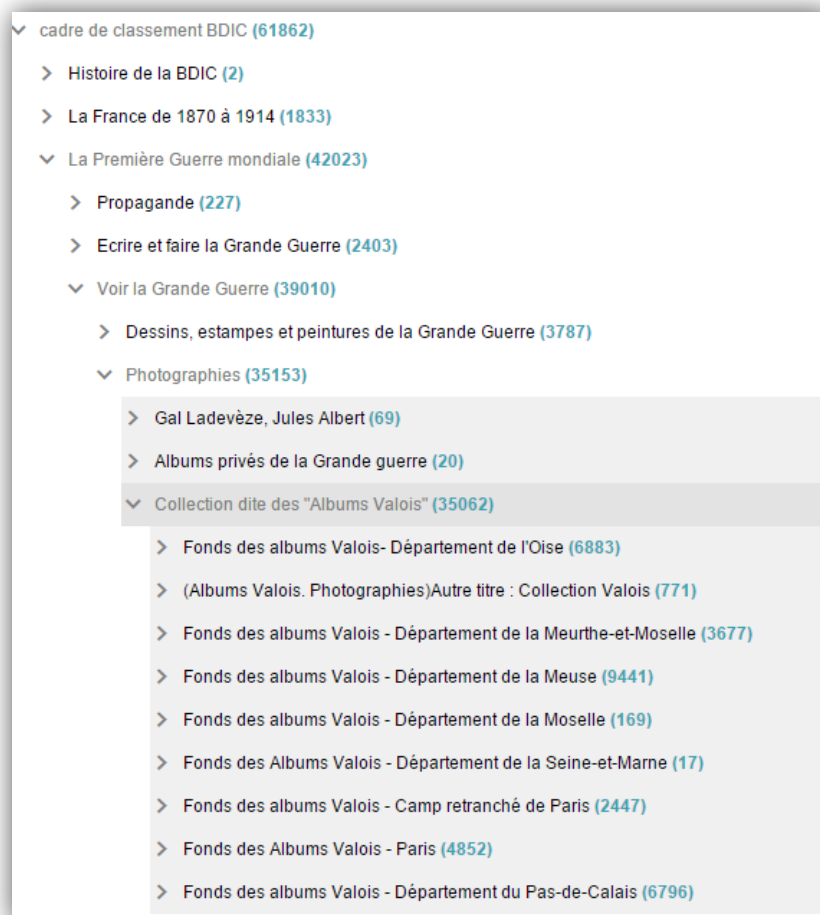 cadre de classement BDIC (61862)
Histoire de la BDIC (2)
La France de 1870 à 1914 (1833)
La Première Guerre mondiale (42023)
Propagande (227)
Ecrire et faire la Grande Guerre (2403)
Voir la Grande Guerre (39010)
Dessins, estampes et peintures de la Grande Guerre (3787)
Photographies (35153)
Gal Ladevèze, Jules Albert (69)
Albums privés de la Grande guerre (20)
Collection dite des "Albums Valois" (35062)
Fonds des albums Valois- Département de l'Oise (6883)
(Albums Valois. Photographies)Autre titre : Collection Valois (771)
Fonds des albums Valois - Département de la Meurthe-et-Moselle (3677)
Fonds des albums Valois - Département de la Meuse (9441)
Fonds des albums Valois - Département de la Moselle (169)
Fonds des Albums Valois - Département de la Seine-et-Marne (17)
Fonds des albums Valois - Camp retranché de Paris (2447)
Fonds des Albums Valois - Paris (4852)
Fonds des albums Valois - Département du Pas-de-Calais (6796)